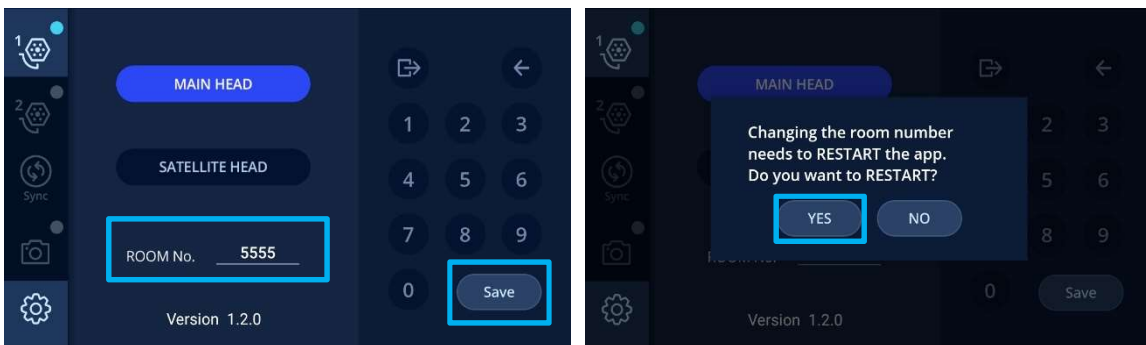 1
MAIN HEAD
2
1 2 3
SATELLITE HEAD
4 5 6
Sync
7 8 9
ROOM No. 5555
0 Save
Version 1.2.0
1
MAIN HEAD
2
2 3
Changing the room number
needs to RESTART the app.
Do you want to RESTART?
5 6
Sync
YES NO
8 9
0 Save
Version 1.2.0